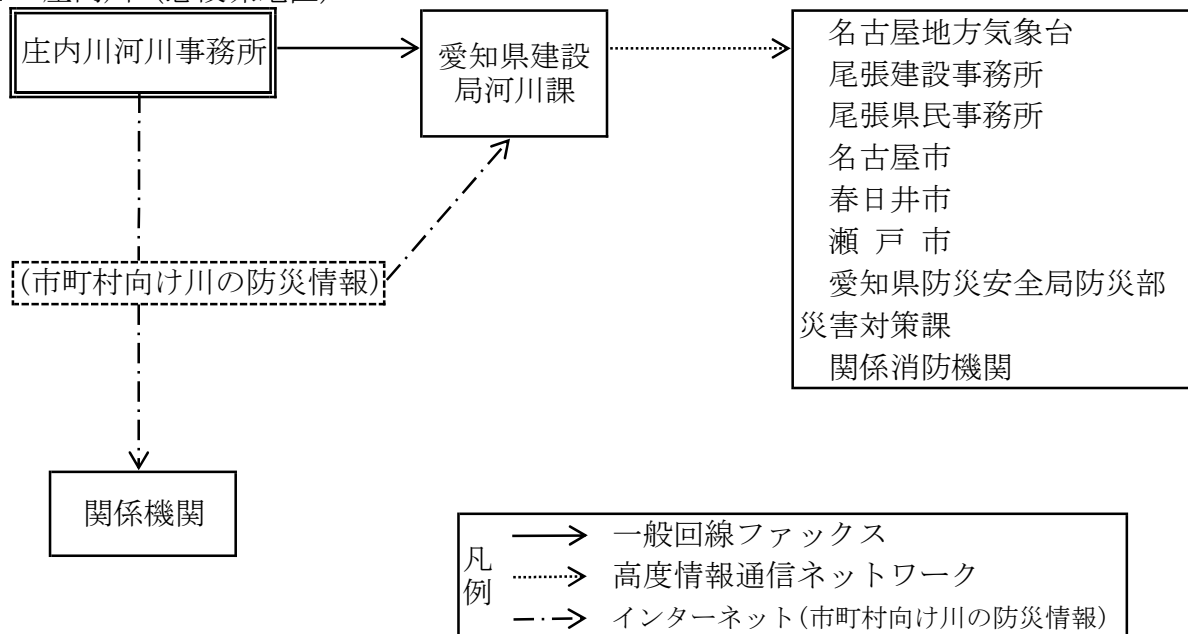 庄内川河川事務所
愛知県建設
局河川課
名古屋地方気象台
尾張建設事務所
尾張県民事務所
名古屋市
春日井市
瀬 戸 市
愛知県防災安全局防災部
災害対策課
関係消防機関
(市町村向け川の防災情報)
関係機関
凡例
一般回線ファックス
高度情報通信ネットワーク
インターネット(市町村向け川の防災情報)